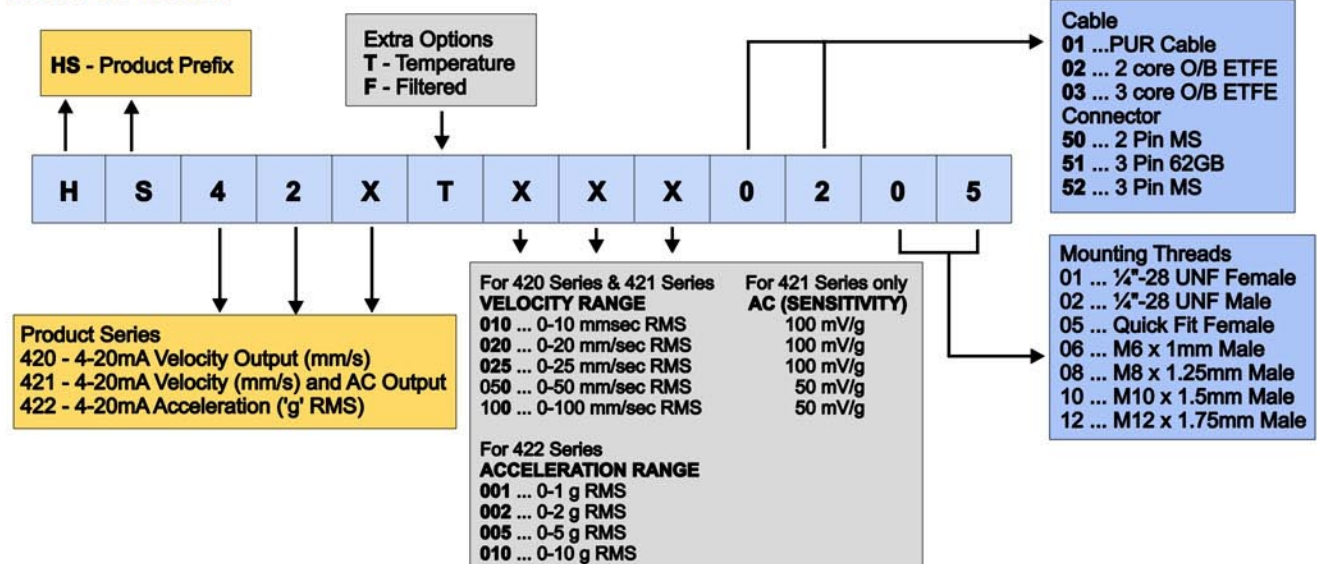 HS - Product Prefix
Extra Options
T - Temperature
F - Filtered
Cable
01 ...PUR Cable
02 ... 2 core O/B ETFE
03 ... 3 core O/B ETFE
Connector
50 ... 2 Pin MS
51 ... 3 Pin 62GB
52 ... 3 Pin MS
H S 4 2 X T X X X 0 2 0 5
Product Series
420 - 4-20mA Velocity Output (mm/s)
421 - 4-20mA Velocity (mm/s) and AC Output
422 - 4-20mA Acceleration ('g' RMS)
For 420 Series & 421 Series For 421 Series only
VELOCITY RANGE AC (SENSITIVITY)
010 ... 0-10 mmsec RMS 100 mV/g
020 ... 0-20 mm/sec RMS 100 mV/g
025 ... 0-25 mm/sec RMS 100 mV/g
050 ... 0-50 mm/sec RMS 50 mV/g
100 ... 0-100 mm/sec RMS 50 mV/g
For 422 Series
ACCELERATION RANGE
001 ... 0-1 g RMS
002 ... 0-2 g RMS
005 ... 0-5 g RMS
010 ... 0-10 g RMS
Mounting Threads
01 ... ¼"-28 UNF Female
02 ... ¼"-28 UNF Male
05 ... Quick Fit Female
06 ... M6 x 1mm Male
08 ... M8 x 1.25mm Male
10 ... M10 x 1.5mm Male
12 ... M12 x 1.75mm Male